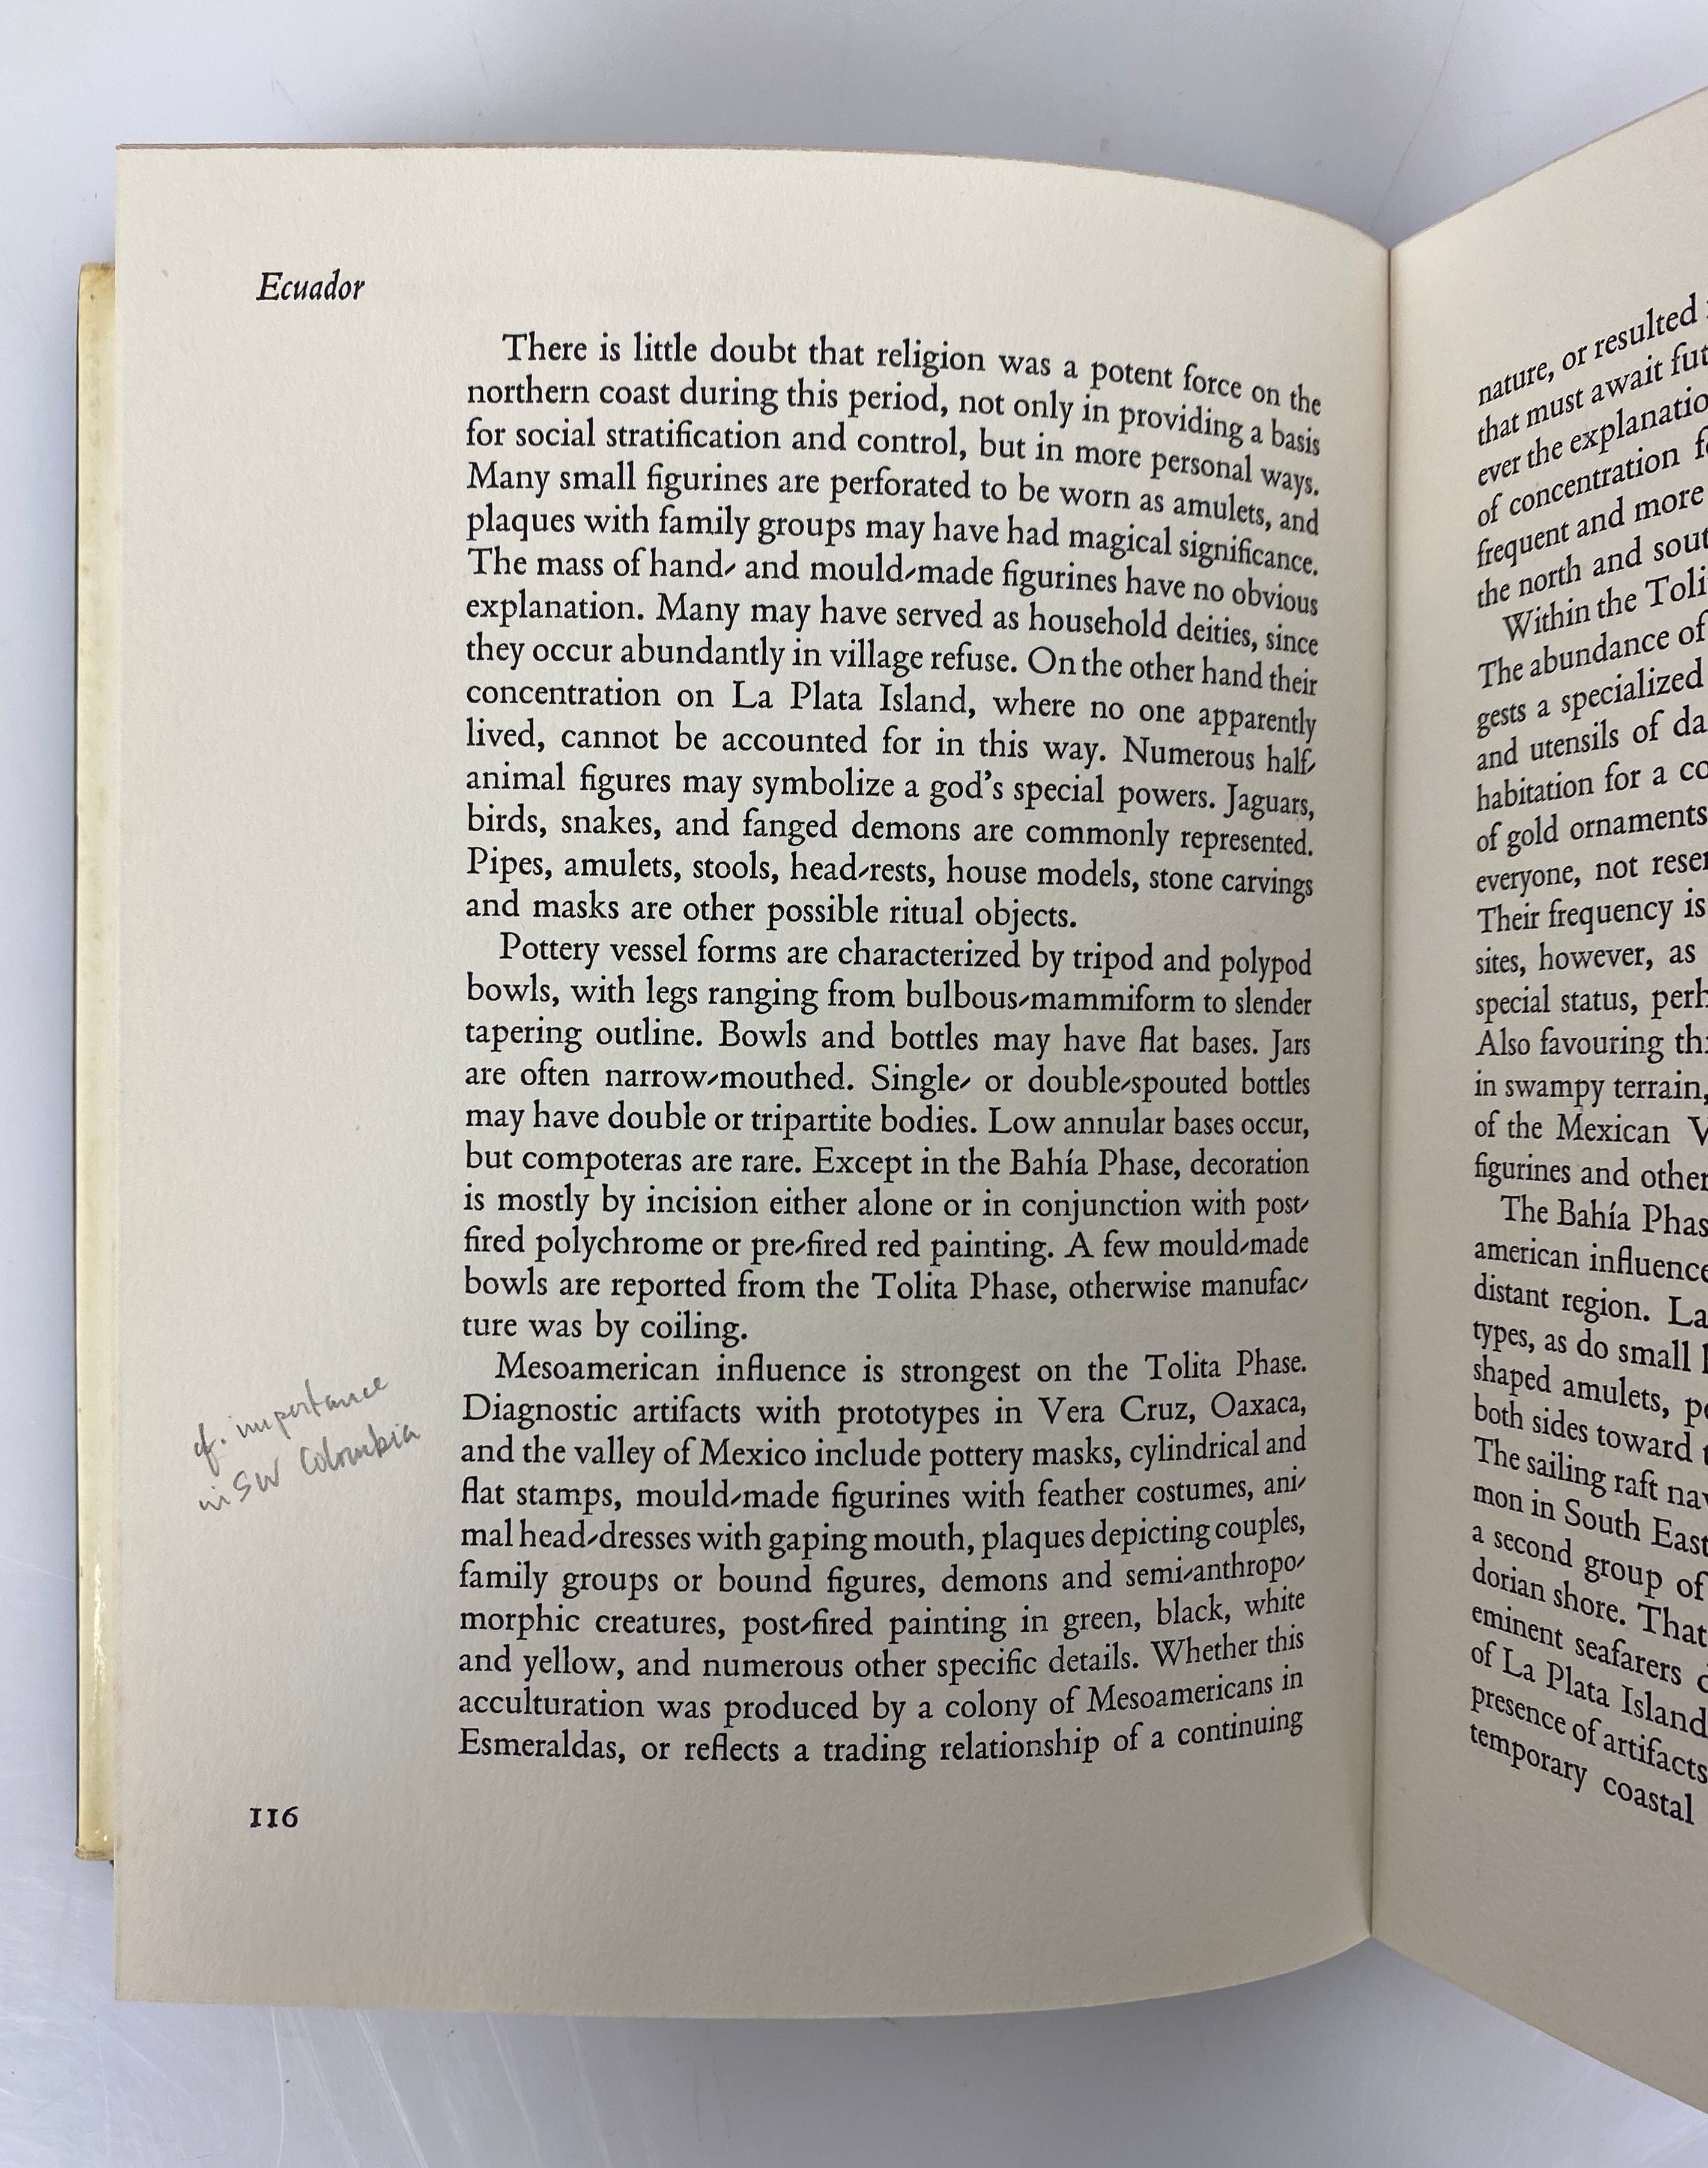 Ecuador
There is little doubt that religion was a potent force on the
northern coast during this period, not only in providing a basis
for social stratification and control, but in more personal ways.
Many small figurines are perforated to be worn as amulets, and
plaques with family groups may have had magical significance.
The mass of hand- and mould-made figurines have no obvious
explanation. Many may have served as household deities, since
they occur abundantly in village refuse. On the other hand their
concentration on La Plata Island, where no one apparently
lived, cannot be accounted for in this way. Numerous half-
animal figures may symbolize a god's special powers. Jaguars,
birds, snakes, and fanged demons are commonly represented.
Pipes, amulets, stools, head-rests, house models, stone carvings
and masks are other possible ritual objects.
Pottery vessel forms are characterized by tripod and polypod
bowls, with legs ranging from bulbous-mammiform to slender
tapering outline. Bowls and bottles may have flat bases. Jars
are often narrow-mouthed. Single- or double-spouted bottles
may have double or tripartite bodies. Low annular bases occur,
but compoteras are rare. Except in the Bahía Phase, decoration
is mostly by incision either alone or in conjunction with post-
fired polychrome or pre-fired red painting. A few mould-made
bowls are reported from the Tolita Phase, otherwise manufac-
ture was by coiling.
Mesoamerican influence is strongest on the Tolita Phase.
Diagnostic artifacts with prototypes in Vera Cruz, Oaxaca,
and the valley of Mexico include pottery masks, cylindrical and
flat stamps, mould-made figurines with feather costumes, ani-
mal head-dresses with gaping mouth, plaques depicting couples,
family groups or bound figures, demons and semi-anthropo-
morphic creatures, post-fired painting in green, black, white
and yellow, and numerous other specific details. Whether this
acculturation was produced by a colony of Mesoamericans in
Esmeraldas, or reflects a trading relationship of a continuing
cf. importance
in SW Colombia
116
nature, or resulted
that must await
ever the
of concentration
frequent and more
the north and
Within the
The abundance of
gests a specialized
and utensils of
habitation for a
of gold ornaments
everyone, not
Their frequency is
sites, however, as
special status,
Also favouring
in swampy terrain,
of the Mexican
figurines and
The Bahía
american
distant region.
types, as do small
shaped amulets,
both sides toward
The sailing raft
mon in South
a second group of
dorian shore. That
eminent seafarers
of La Plata Island
presence of artifacts
temporary coastal